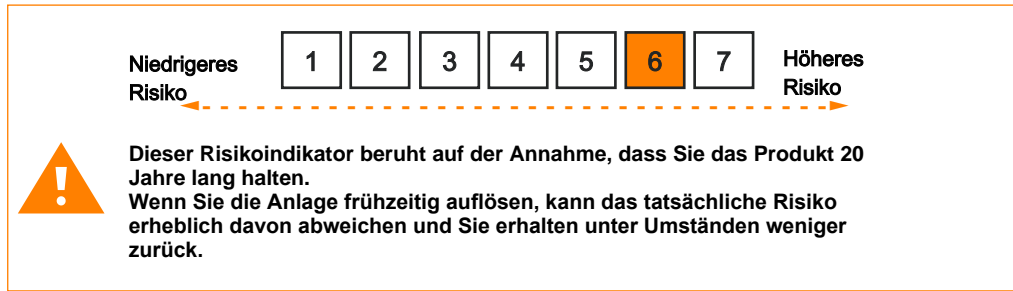 Niedrigeres Risiko
1 2 3 4 5 6 7
Höheres Risiko
!
Dieser Risikoindikator beruht auf der Annahme, dass Sie das Produkt 20
Jahre lang halten.
Wenn Sie die Anlage frühzeitig auflösen, kann das tatsächliche Risiko
erheblich davon abweichen und Sie erhalten unter Umständen weniger
zurück.